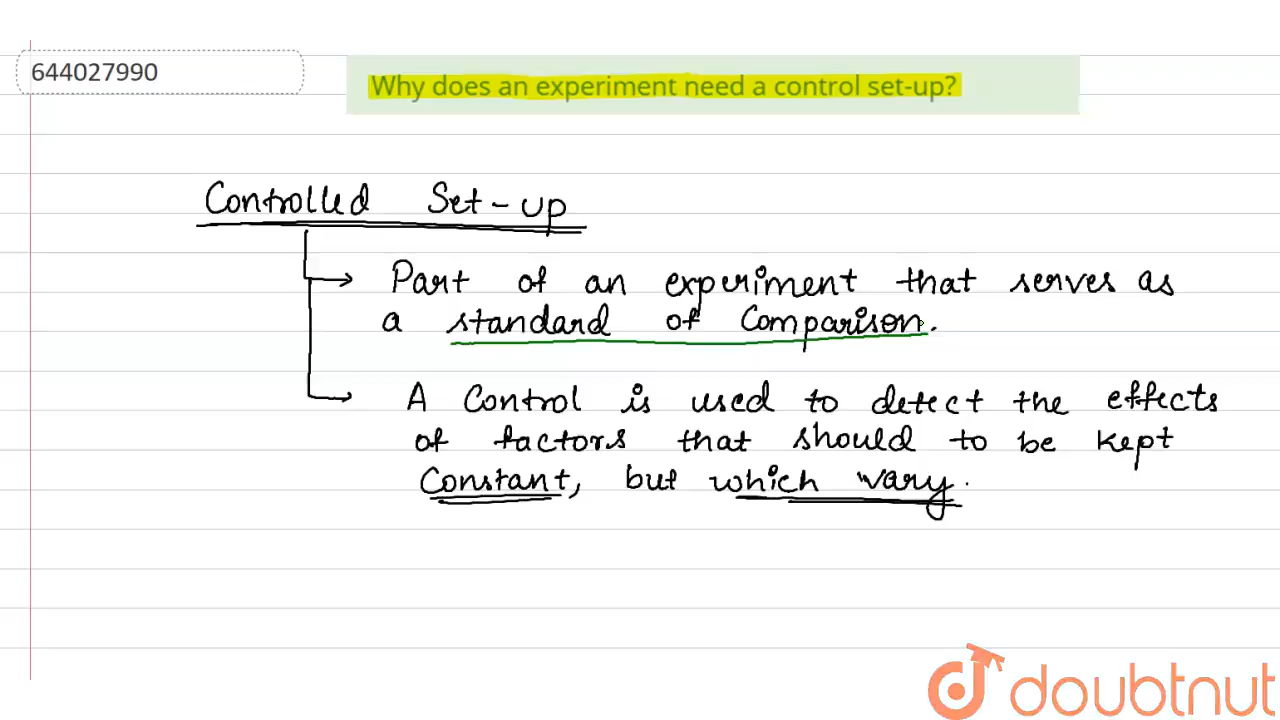 644027990
Why does an experiment need a control set-up?
Controlled Set-up
Part of an experiment that serves as
a standard of Comparison.
A Control is used to detect the effects
of factors that should to be kept
Constant, but which vary.
doubtnut